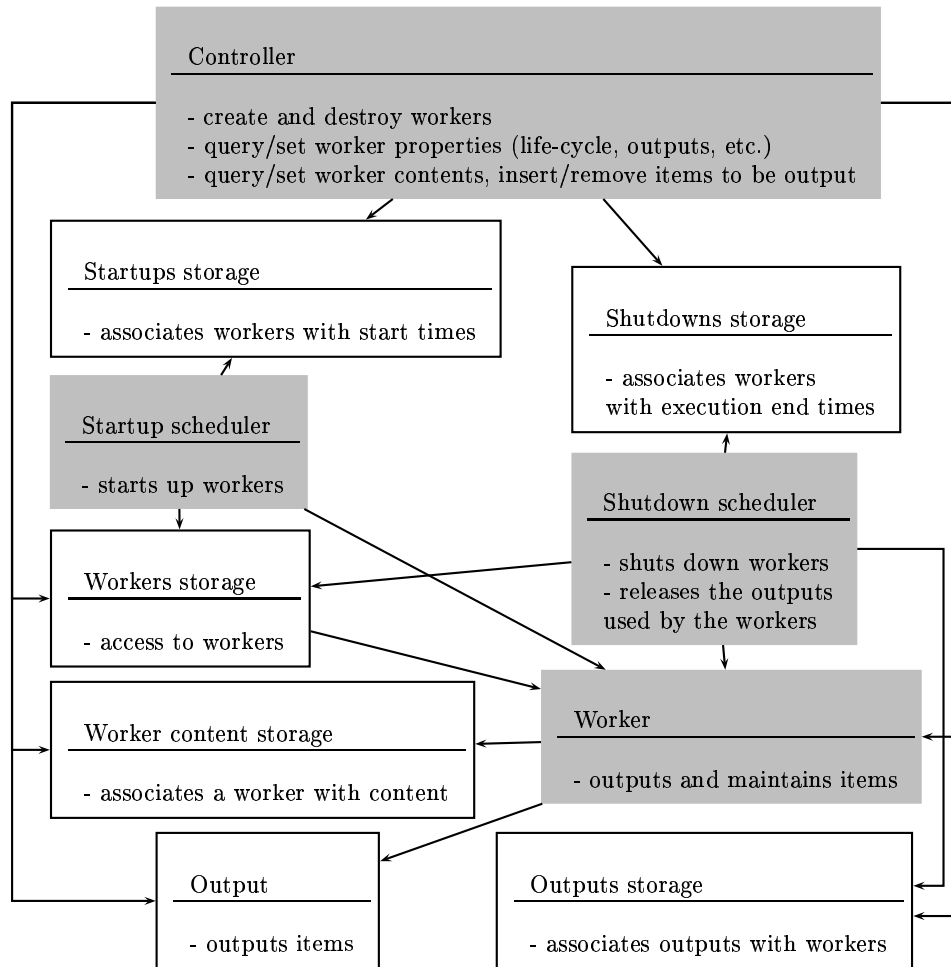 Controller
- create and destroy workers
- query/set worker properties (life-cycle, outputs, etc.)
- query/set worker contents, insert/remove items to be output
Startups storage
- associates workers with start times
Shutdowns storage
- associates workers
with execution end times
Startup scheduler
- starts up workers
Shutdown scheduler
- shuts down workers
- releases the outputs
used by the workers
Workers storage
- access to workers
Worker
- outputs and maintains items
Worker content storage
- associates a worker with content
Output
- outputs items
Outputs storage
- associates outputs with workers